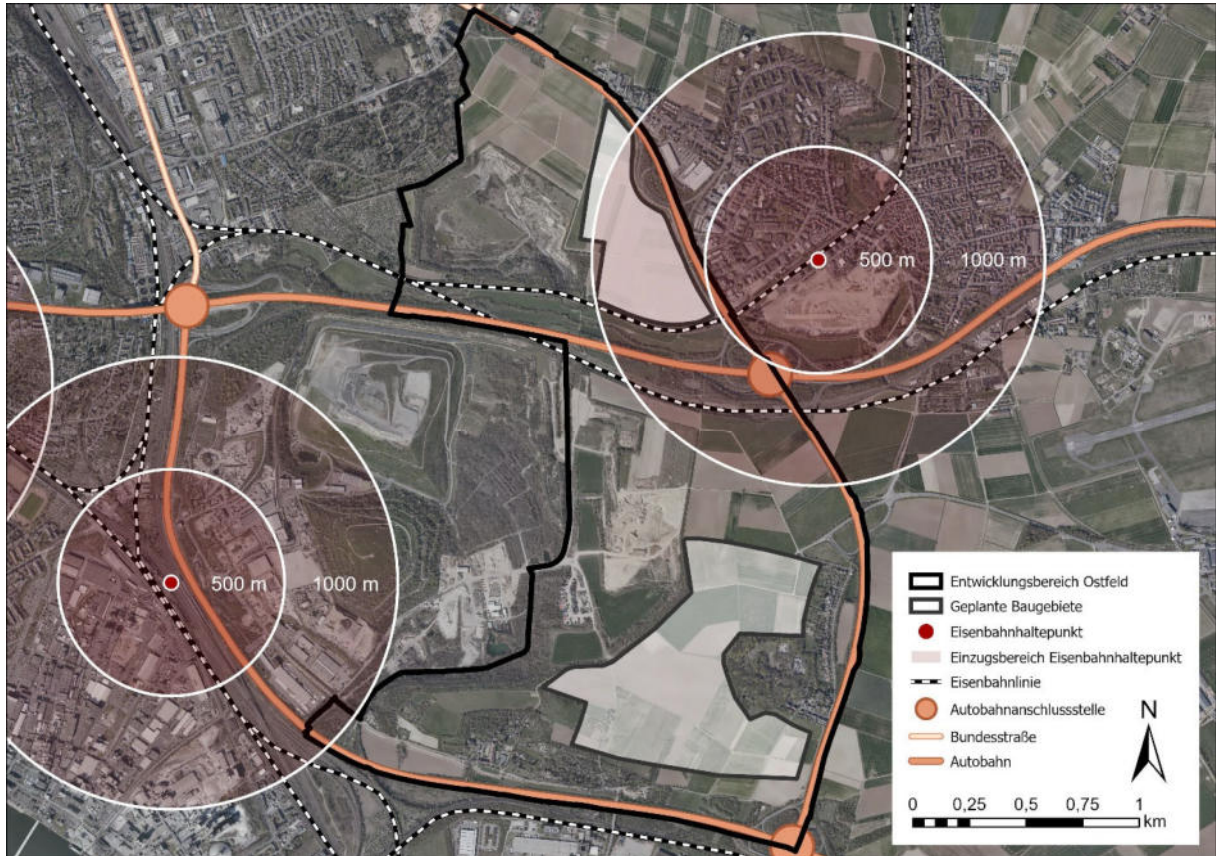 500 m
1000 m
500 m
1000 m
Entwicklungsbereich Ostfeld
Geplante Baugebiete
Eisenbahnhaltepunkt
Einzugsbereich Eisenbahnhaltepunkt
Eisenbahnlinie
Autobahnanschlussstelle
Bundesstraße
Autobahn
N
0 0,25 0,5 0,75 1
km